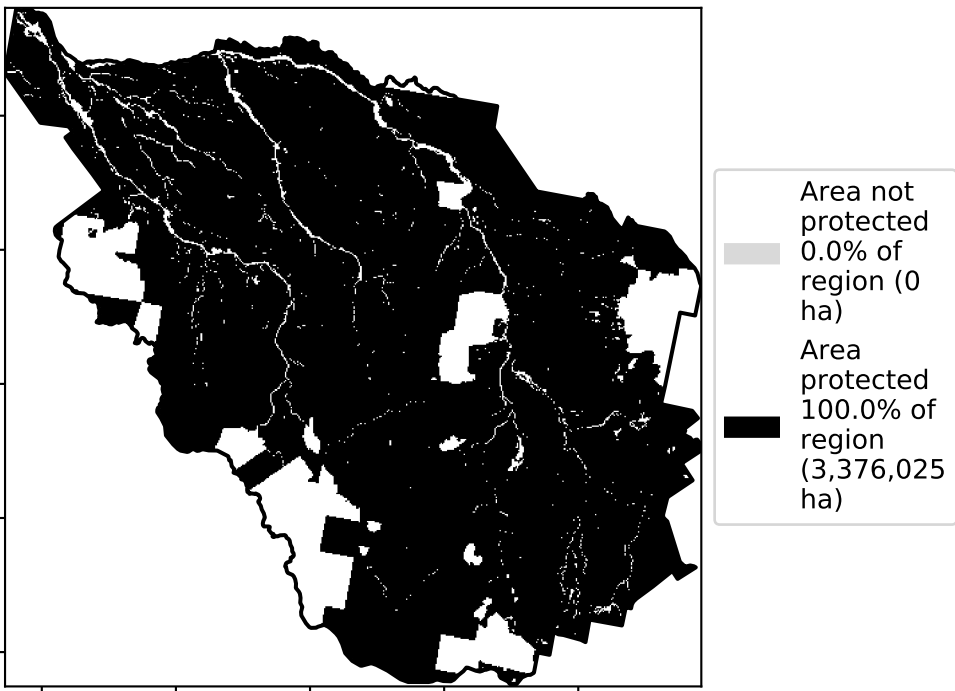 Area not
protected
0.0% of
region (0
ha)
Area
protected
100.0% of
region
(3,376,025
ha)